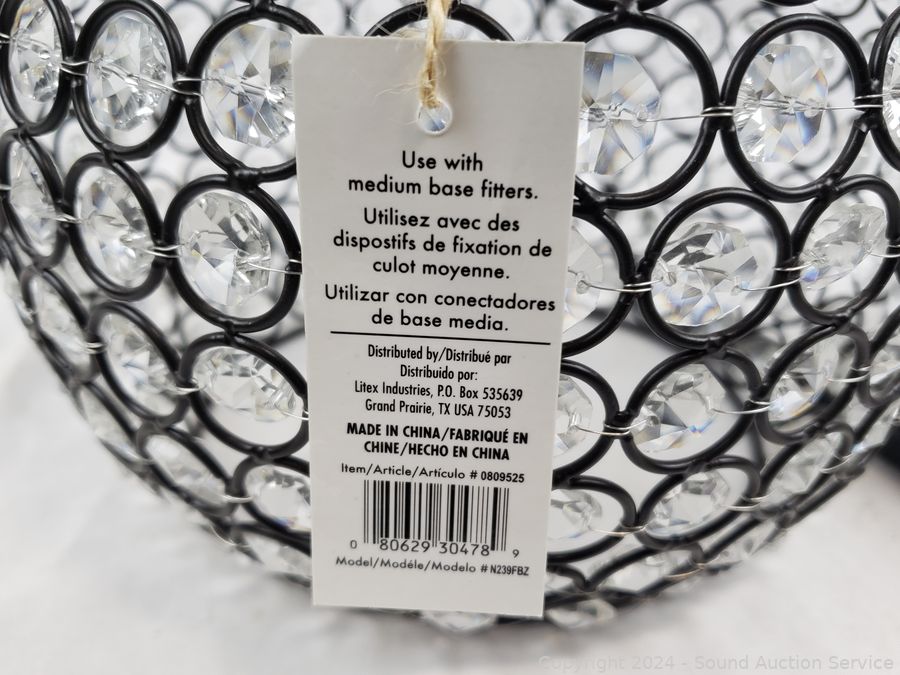 Use with
medium base fitters.
Utilisez avec des
dispostifs de fixation de
culot moyenne.
Utilizar con conectadores
de base media.
Distributed by/Distribué par
Distribuido por:
Litex Industries, P.O. Box 535639
Grand Prairie, TX USA 75053
MADE IN CHINA/FABRIQUÉ EN
CHINE/HECHO EN CHINA
Item/Article/Artículo # 0809525
0 80629 30478 9
Model/Modéle/Modelo # N239FBZ
Copyright 2024 - Sound Auction Service